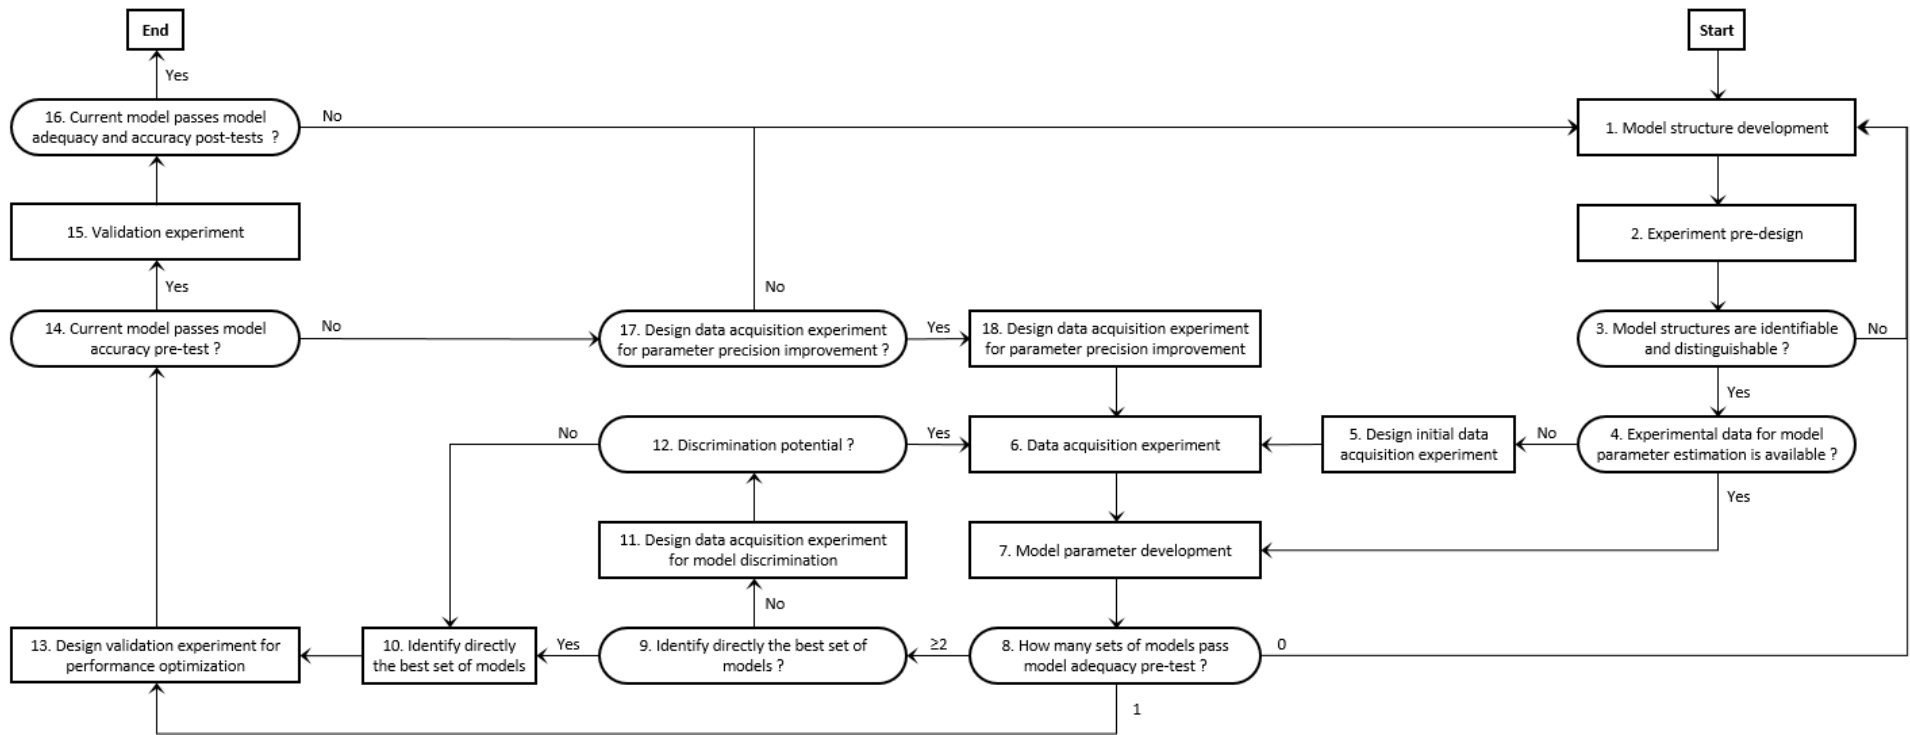 End
Start
Yes
16. Current model passes model
adequacy and accuracy post-tests ?
No
1. Model structure development
15. Validation experiment
2. Experiment pre-design
Yes
No
14. Current model passes model
accuracy pre-test ?
No
17. Design data acquisition experiment
for parameter precision improvement ?
Yes
18. Design data acquisition experiment
for parameter precision improvement
3. Model structures are identifiable
and distinguishable ?
No
Yes
No
12. Discrimination potential ?
Yes
6. Data acquisition experiment
5. Design initial data
acquisition experiment
No
4. Experimental data for model
parameter estimation is available ?
Yes
11. Design data acquisition experiment
for model discrimination
7. Model parameter development
No
13. Design validation experiment for
performance optimization
10. Identify directly
the best set of models
Yes
9. Identify directly the best set of
models ?
≥2
8. How many sets of models pass
model adequacy pre-test ?
0
1